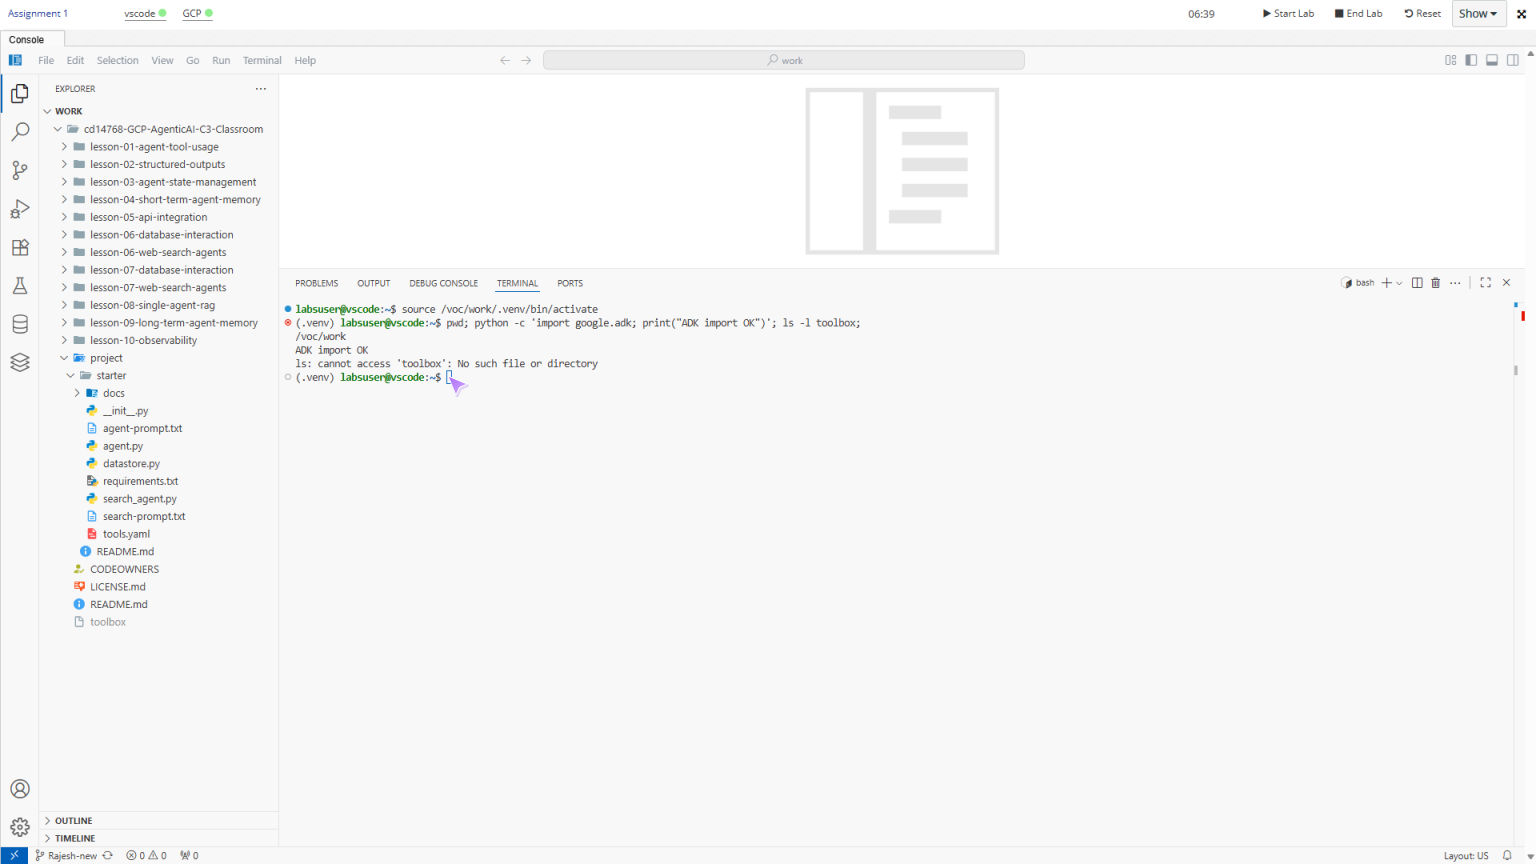 Assignment 1
vscode
GCP
06:39
Start Lab
End Lab
Reset
Show
Console
File Edit Selection View Go Run Terminal Help
work
EXPLORER
WORK
cd14768-GCP-AgenticAI-C3-Classroom
lesson-01-agent-tool-usage
lesson-02-structured-outputs
lesson-03-agent-state-management
lesson-04-short-term-agent-memory
lesson-05-api-integration
lesson-06-database-interaction
lesson-06-web-search-agents
lesson-07-database-interaction
lesson-07-web-search-agents
lesson-08-single-agent-rag
lesson-09-long-term-agent-memory
lesson-10-observability
project
starter
docs
__init__.py
agent-prompt.txt
agent.py
datastore.py
requirements.txt
search_agent.py
search-prompt.txt
tools.yaml
README.md
CODEOWNERS
LICENSE.md
README.md
toolbox
OUTLINE
TIMELINE
PROBLEMS OUTPUT DEBUG CONSOLE TERMINAL PORTS
bash
labsuser@vscode:~$ source /voc/work/.venv/bin/activate
(.venv) labsuser@vscode:~$ pwd; python -c 'import google.adk; print("ADK import OK")'; ls -l toolbox;
/voc/work
ADK import OK
ls: cannot access 'toolbox': No such file or directory
(.venv) labsuser@vscode:~$
Rajesh-new
0 0
0
Layout: US